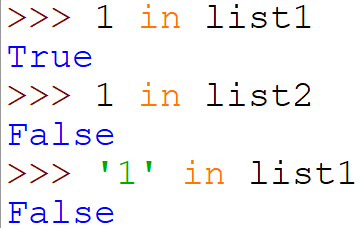 >>> 1 in list1
True
>>> 1 in list2
False
>>> '1' in list1
False